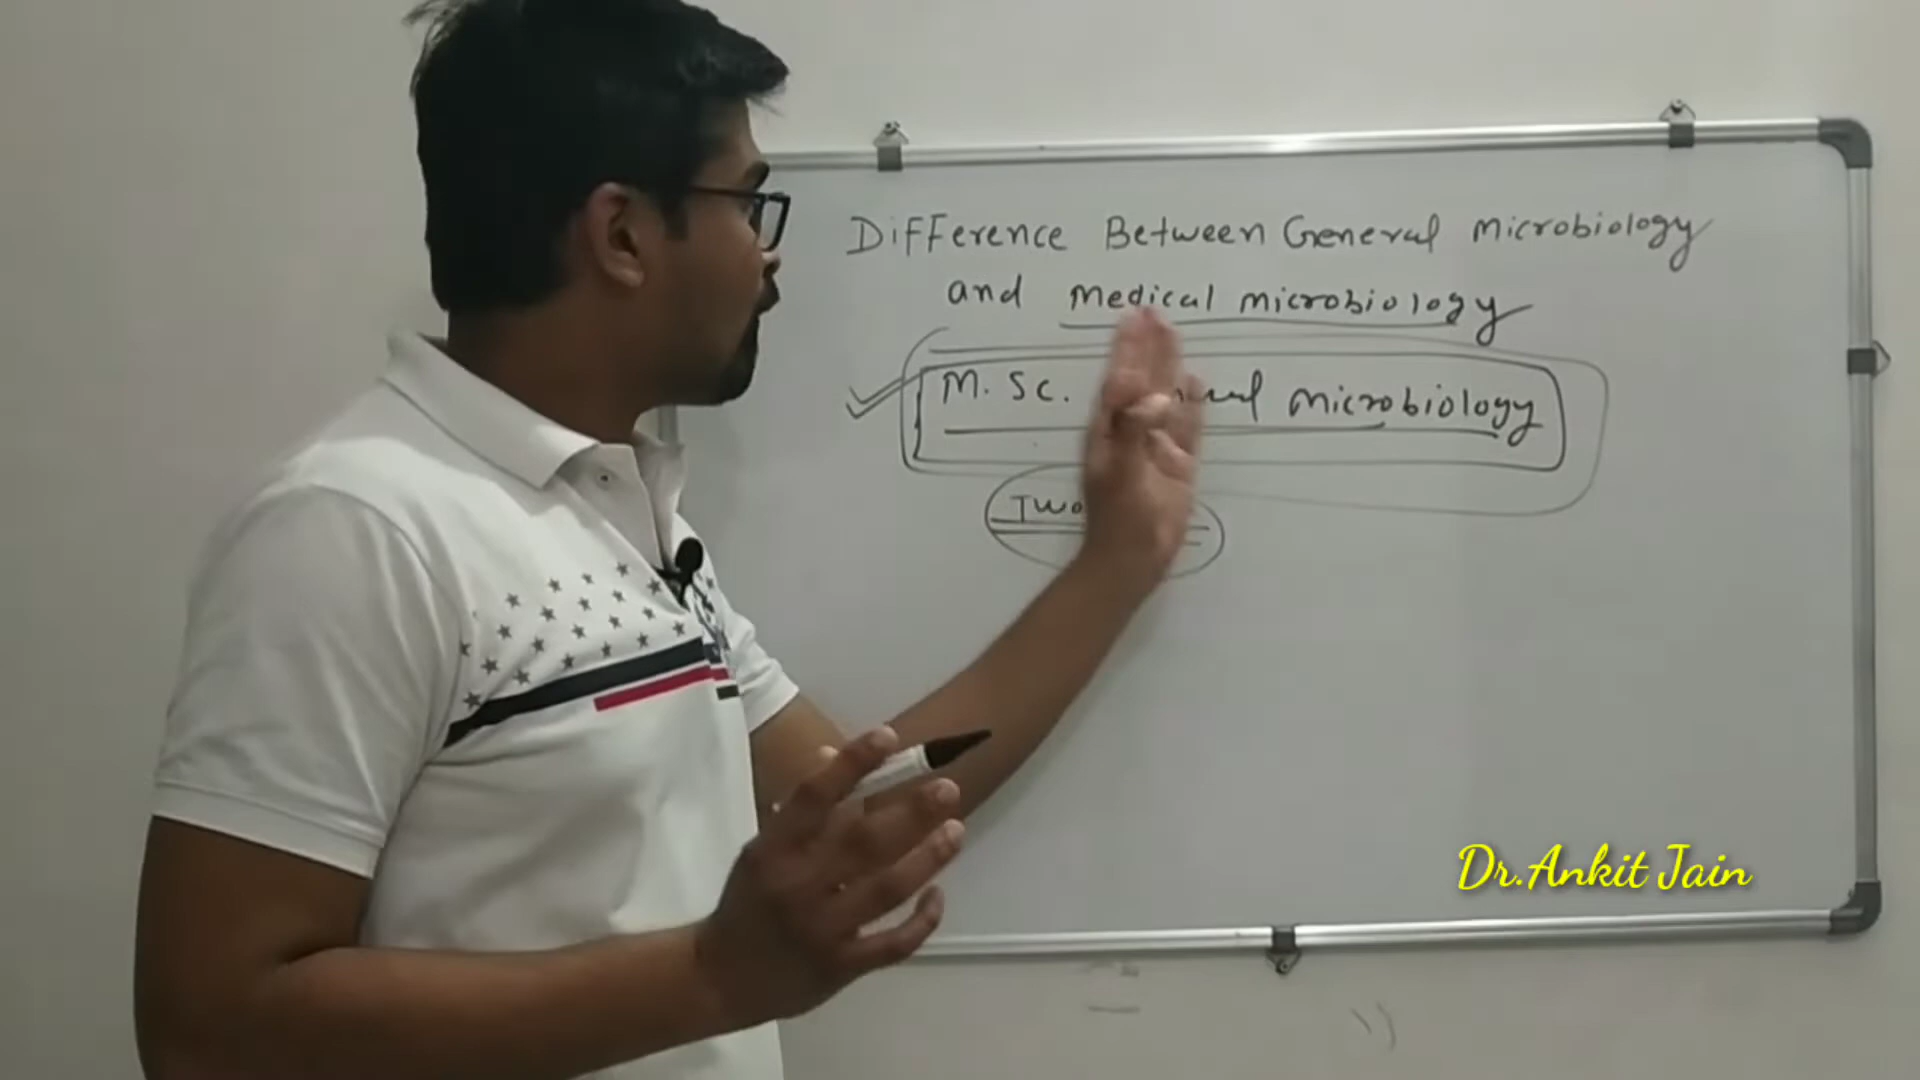 Difference Between General Microbiology
and Medical microbiology
M. Sc. Microbiology
Two
Dr.Ankit Jain